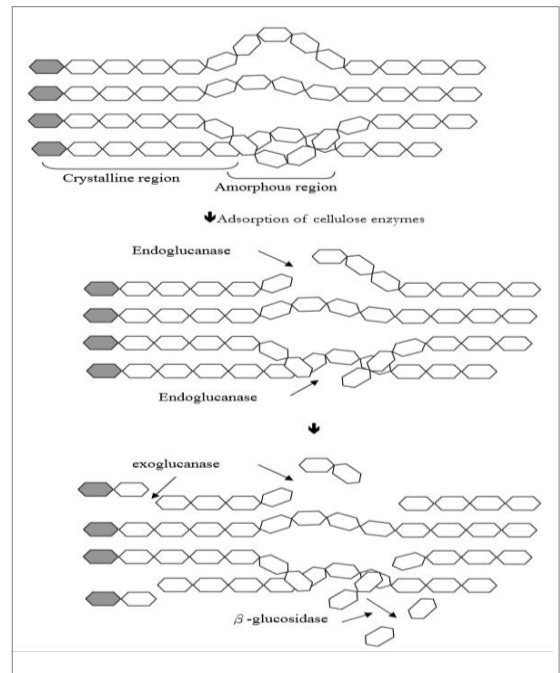 Crystalline region
Amorphous region
Adsorption of cellulose enzymes
Endoglucanase
Endoglucanase
exoglucanase
β-glucosidase